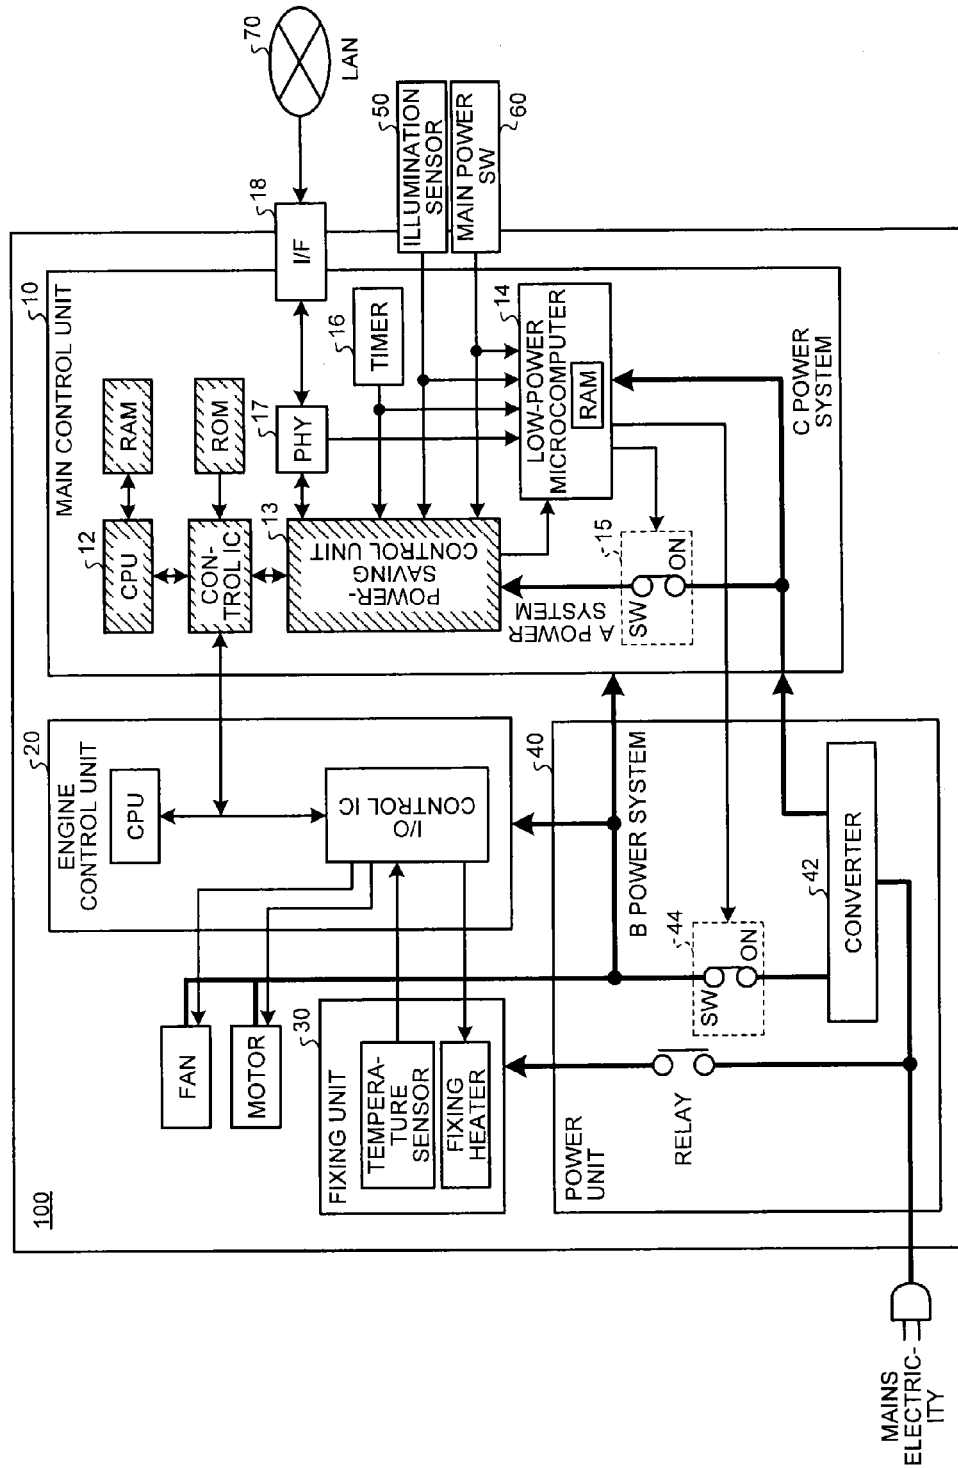 100
MAIN CONTROL UNIT
10
12
CPU
RAM
CON-
TROL IC
ROM
13
POWER-
SAVING
CONTROL UNIT
17
PHY
16
TIMER
18
I/F
70
LAN
50
ILLUMINATION
SENSOR
MAIN POWER
SW
60
14
LOW-POWER
MICROCOMPUTER
RAM
A POWER
SYSTEM
15
SW
ON
C POWER
SYSTEM
20
ENGINE
CONTROL UNIT
CPU
I/O
CONTROL IC
FAN
MOTOR
30
FIXING UNIT
TEMPERA-
TURE
SENSOR
FIXING
HEATER
40
B POWER SYSTEM
POWER
UNIT
RELAY
44
SW
ON
42
CONVERTER
MAINS
ELECTRIC-
ITY